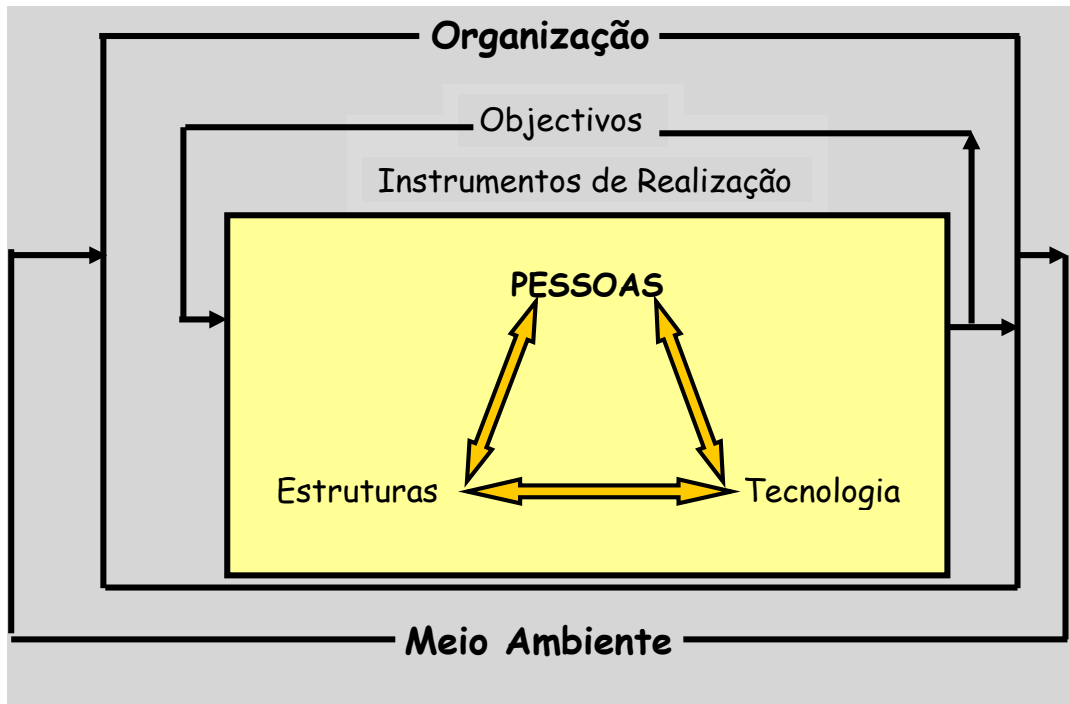 Organização
Objectivos
Instrumentos de Realização
PESSOAS
Estruturas
Tecnologia
Meio Ambiente